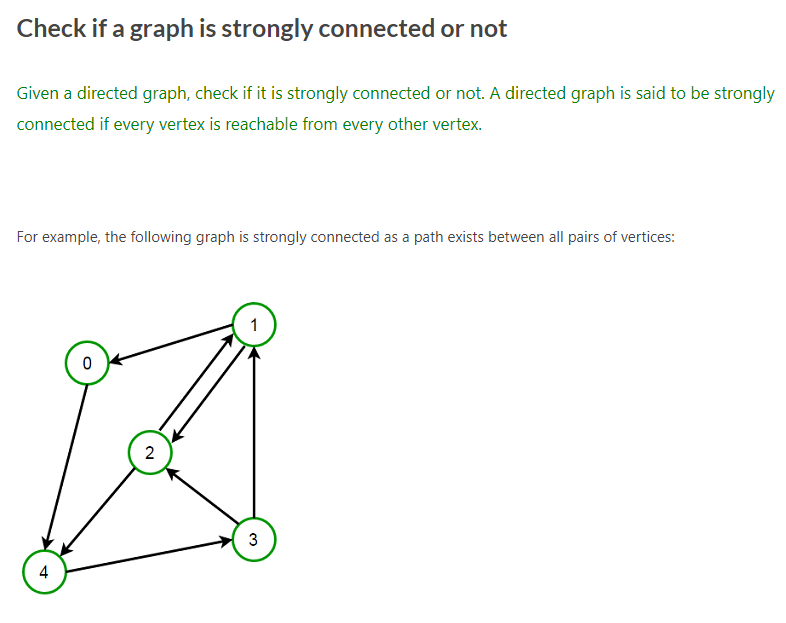 Check if a graph is strongly connected or not
Given a directed graph, check if it is strongly connected or not. A directed graph is said to be strongly
connected if every vertex is reachable from every other vertex.
For example, the following graph is strongly connected as a path exists between all pairs of vertices:
1
0
2
3
4